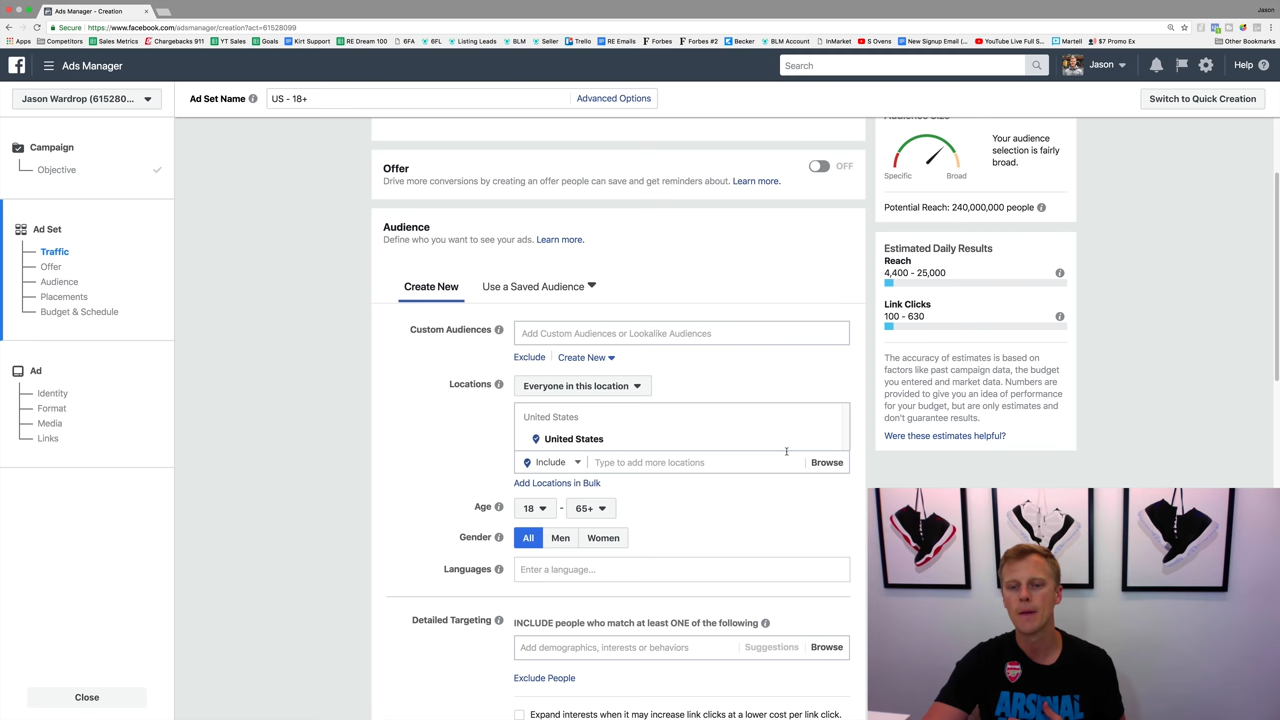 Ads Manager - Creation
Jason
Secure
https://www.facebook.com/adsmanager/creation?act=61528099
Apps
Competitors
Sales Metrics
Chargebacks 911
YT Sales
Goals
Kirt Support
RE Dream 100
6FA
6FL
Listing Leads
BLM
Seller
Trello
RE Emails
Forbes
Forbes #2
Becker
BLM Account
InMarket
S Ovens
New Signup Email (...
YouTube Live Full S...
Martell
$7 Promo Ex
Other Bookmarks
Ads Manager
Search
Jason
Help
Jason Wardrop (615280...
Ad Set Name
US - 18+
Advanced Options
Switch to Quick Creation
Campaign
Objective
Ad Set
Traffic
Offer
Audience
Placements
Budget & Schedule
Ad
Identity
Format
Media
Links
Close
Offer
OFF
Drive more conversions by creating an offer people can save and get reminders about. Learn more.
Audience
Define who you want to see your ads. Learn more.
Create New
Use a Saved Audience
Custom Audiences
Add Custom Audiences or Lookalike Audiences
Exclude
Create New
Locations
Everyone in this location
United States
United States
Include
Type to add more locations
Browse
Add Locations in Bulk
Age
18
-
65+
Gender
All
Men
Women
Languages
Enter a language...
Detailed Targeting
INCLUDE people who match at least ONE of the following
Add demographics, interests or behaviors
Suggestions
Browse
Exclude People
Expand interests when it may increase link clicks at a lower cost per link click.
Audience Size
Specific
Broad
Your audience
selection is fairly
broad.
Potential Reach: 240,000,000 people
Estimated Daily Results
Reach
4,400 - 25,000
Link Clicks
100 - 630
The accuracy of estimates is based on
factors like past campaign data, the budget
you entered and market data. Numbers are
provided to give you an idea of performance
for your budget, but are only estimates and
don't guarantee results.
Were these estimates helpful?
Arsenal
ARSENAL